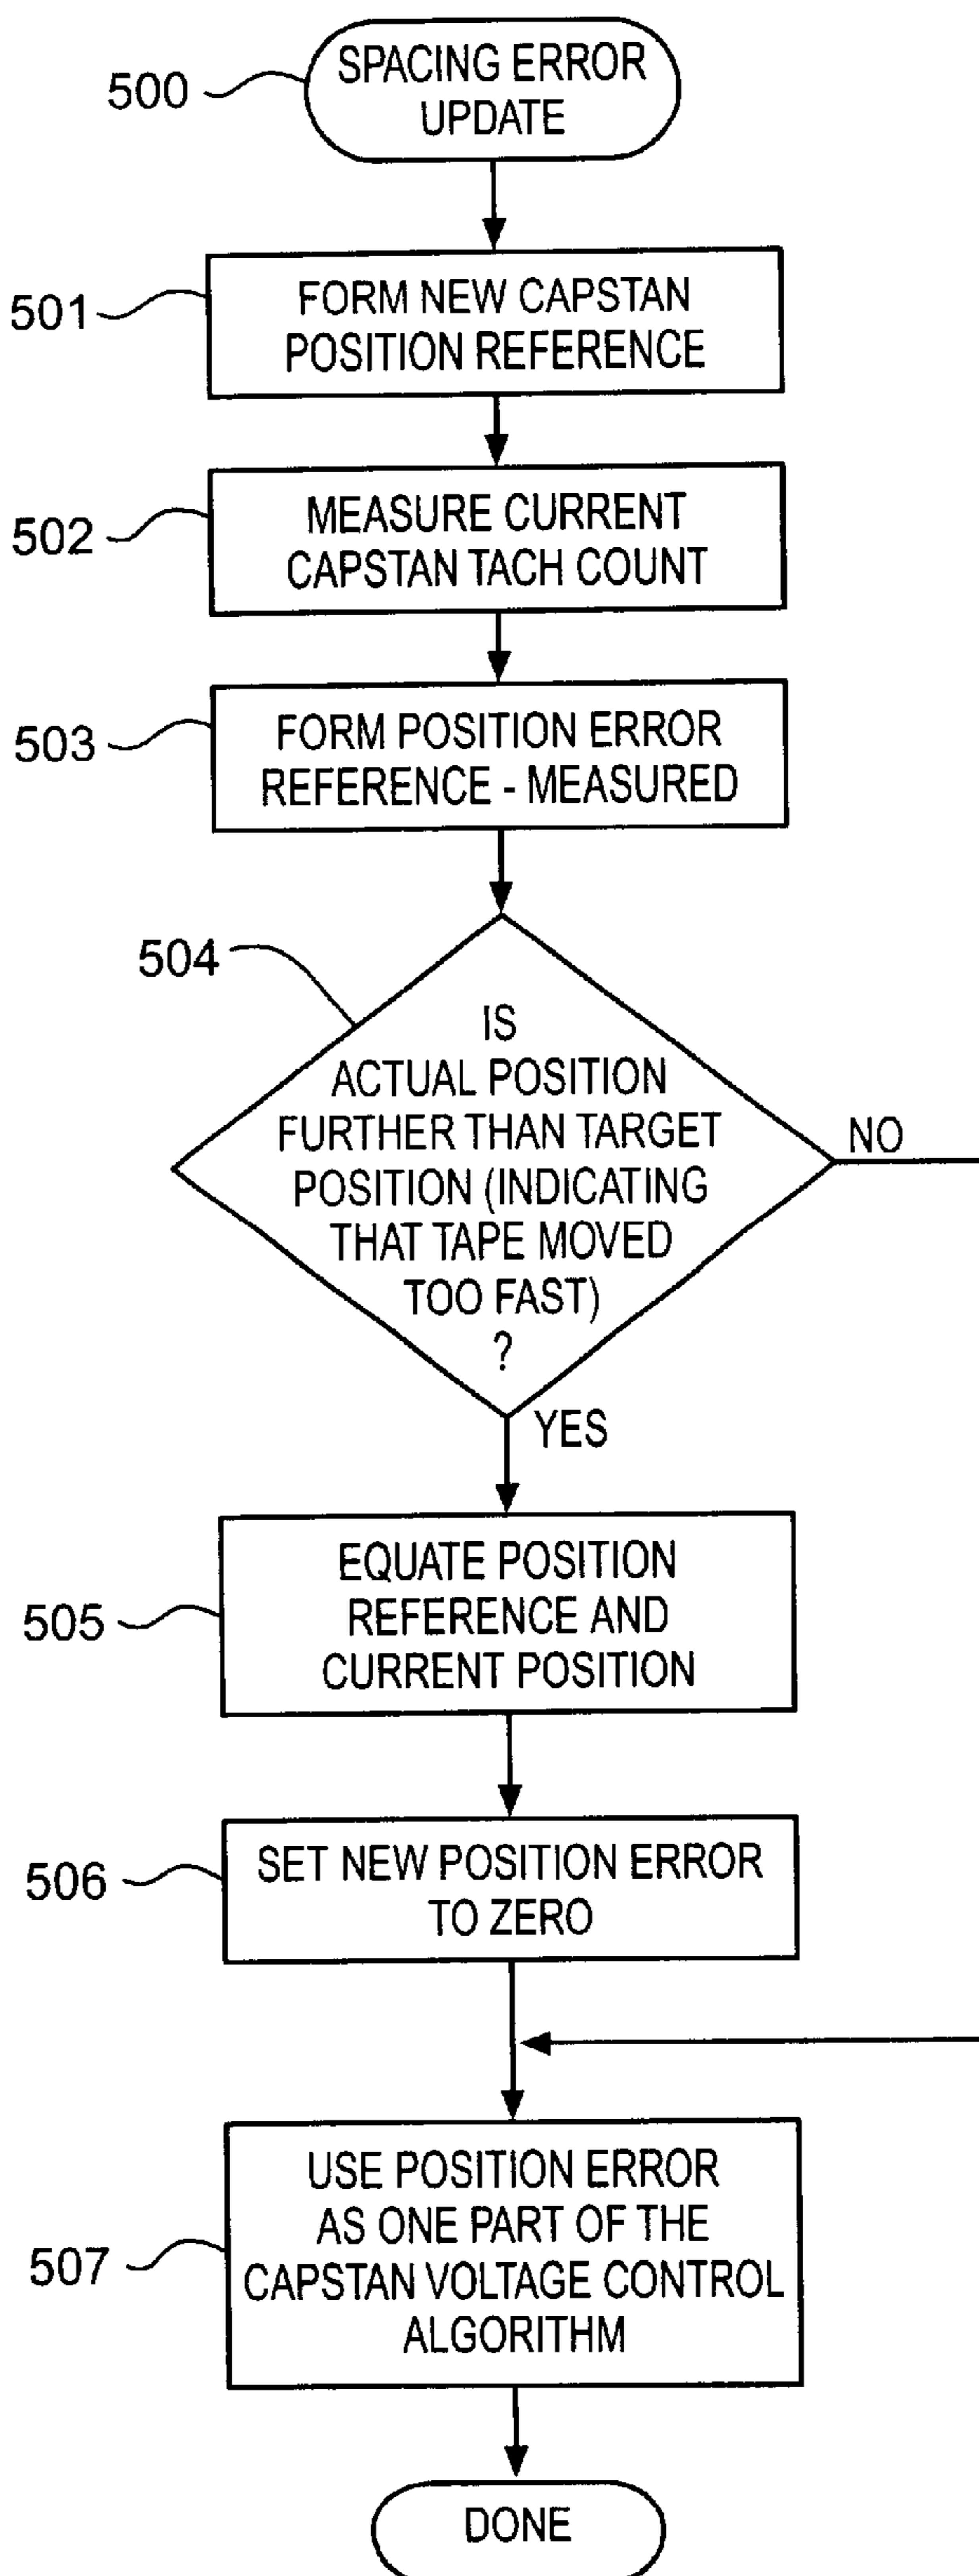 500
SPACING ERROR
UPDATE
501
FORM NEW CAPSTAN
POSITION REFERENCE
502
MEASURE CURRENT
CAPSTAN TACH COUNT
503
FORM POSITION ERROR
REFERENCE - MEASURED
504
IS
ACTUAL POSITION
FURTHER THAN TARGET
POSITION (INDICATING
THAT TAPE MOVED
TOO FAST)
?
NO
YES
505
EQUATE POSITION
REFERENCE AND
CURRENT POSITION
506
SET NEW POSITION ERROR
TO ZERO
507
USE POSITION ERROR
AS ONE PART OF THE
CAPSTAN VOLTAGE CONTROL
ALGORITHM
DONE